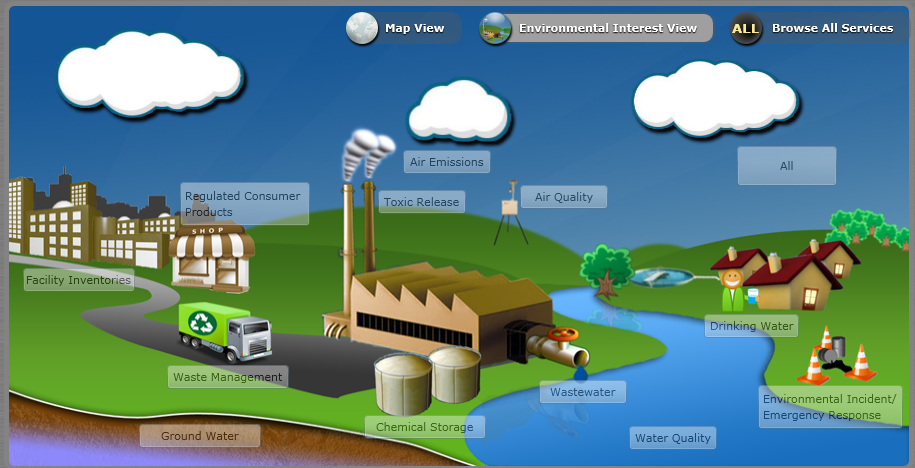 Map View
Environmental Interest View
ALL
Browse All Services
Air Emissions
All
Regulated Consumer
Products
Toxic Release
Air Quality
SHOP
Facility Inventories
Drinking Water
Waste Management
Wastewater
Environmental Incident/
Emergency Response
Chemical Storage
Ground Water
Water Quality